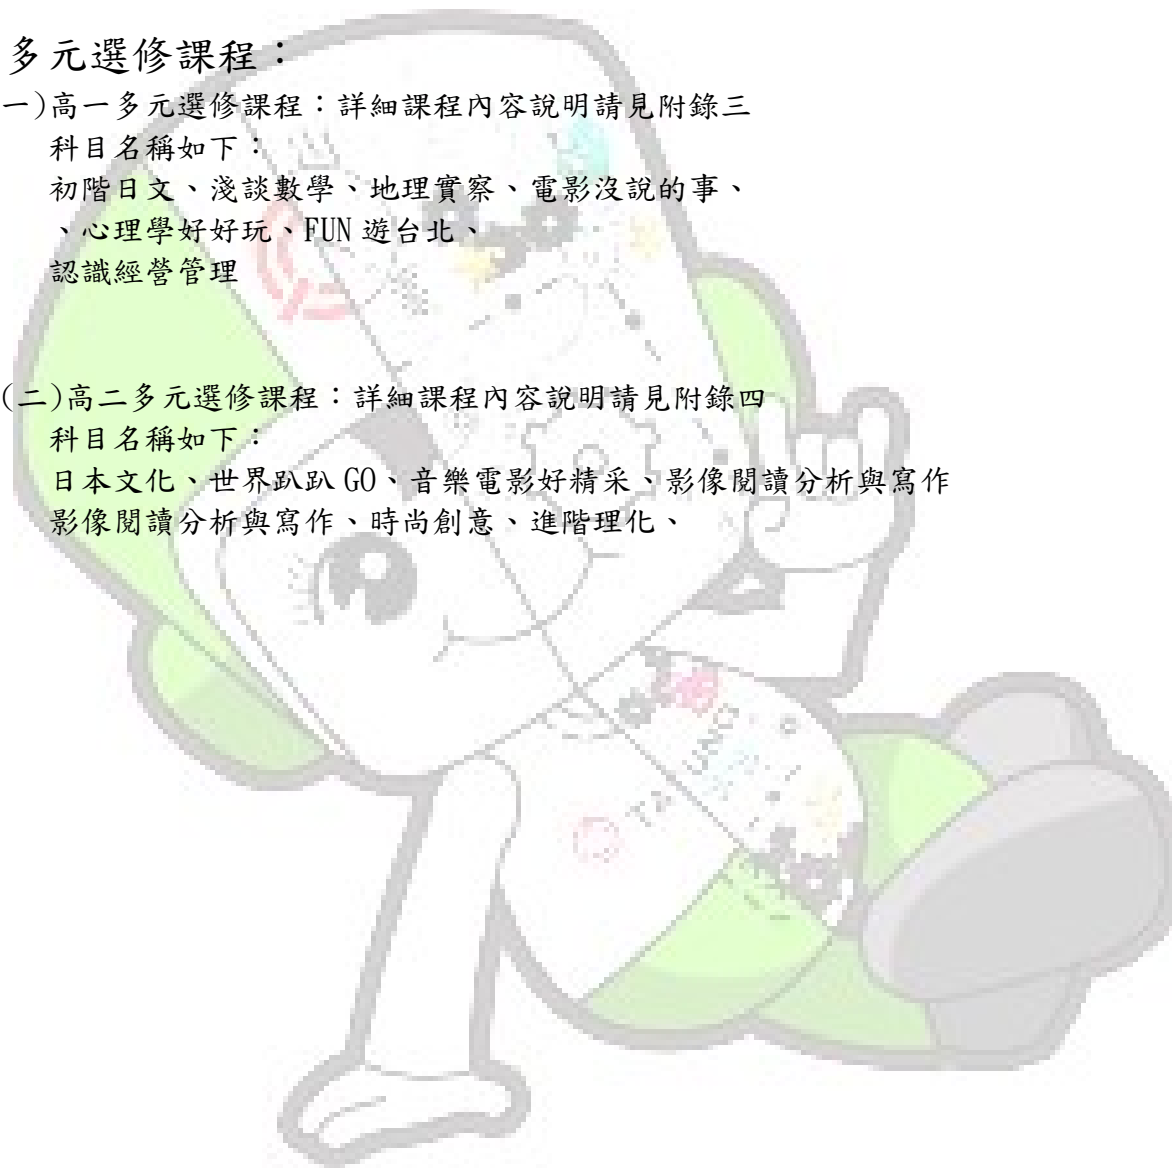 多元選修課程：
一)高一多元選修課程：詳細課程內容說明請見附錄三
科目名稱如下：
初階日文、淺談數學、地理實察、電影沒說的事、
、心理學好好玩、FUN 遊台北、
認識經營管理
(二)高二多元選修課程：詳細課程內容說明請見附錄四
科目名稱如下：
日本文化、世界趴趴 GO、音樂電影好精采、影像閱讀分析與寫作
影像閱讀分析與寫作、時尚創意、進階理化、